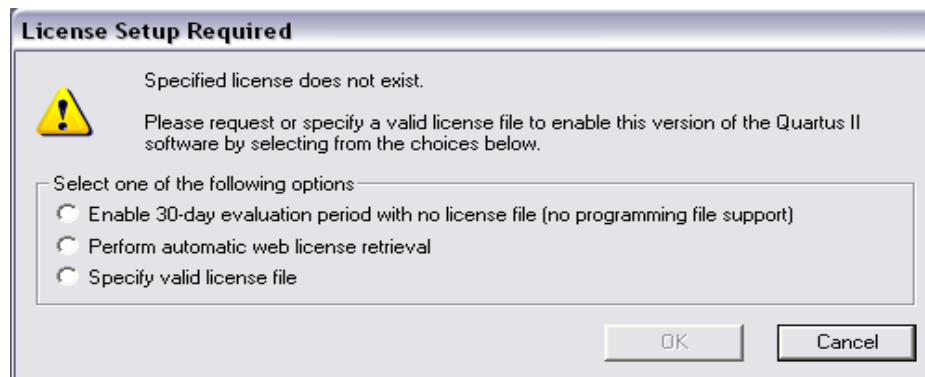 License Setup Required
Specified license does not exist.
Please request or specify a valid license file to enable this version of the Quartus II
software by selecting from the choices below.
Select one of the following options
Enable 30-day evaluation period with no license file (no programming file support)
Perform automatic web license retrieval
Specify valid license file
OK
Cancel